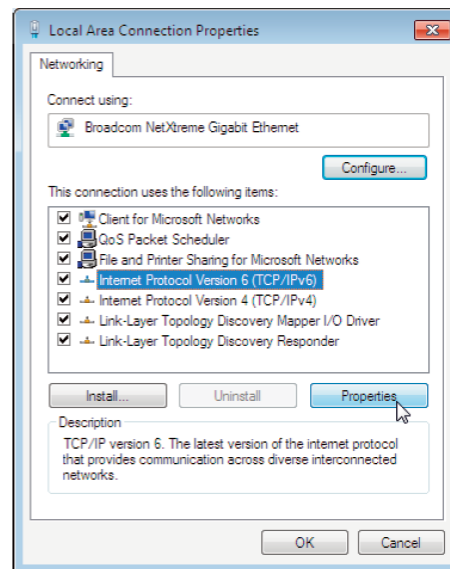 Local Area Connection Properties
Networking
Connect using:
Broadcom NetXtreme Gigabit Ethernet
Configure...
This connection uses the following items:
Client for Microsoft Networks
QoS Packet Scheduler
File and Printer Sharing for Microsoft Networks
Internet Protocol Version 6 (TCP/IPv6)
Internet Protocol Version 4 (TCP/IPv4)
Link-Layer Topology Discovery Mapper I/O Driver
Link-Layer Topology Discovery Responder
Install... Uninstall Properties
Description
TCP/IP version 6. The latest version of the internet protocol
that provides communication across diverse interconnected
networks.
OK Cancel